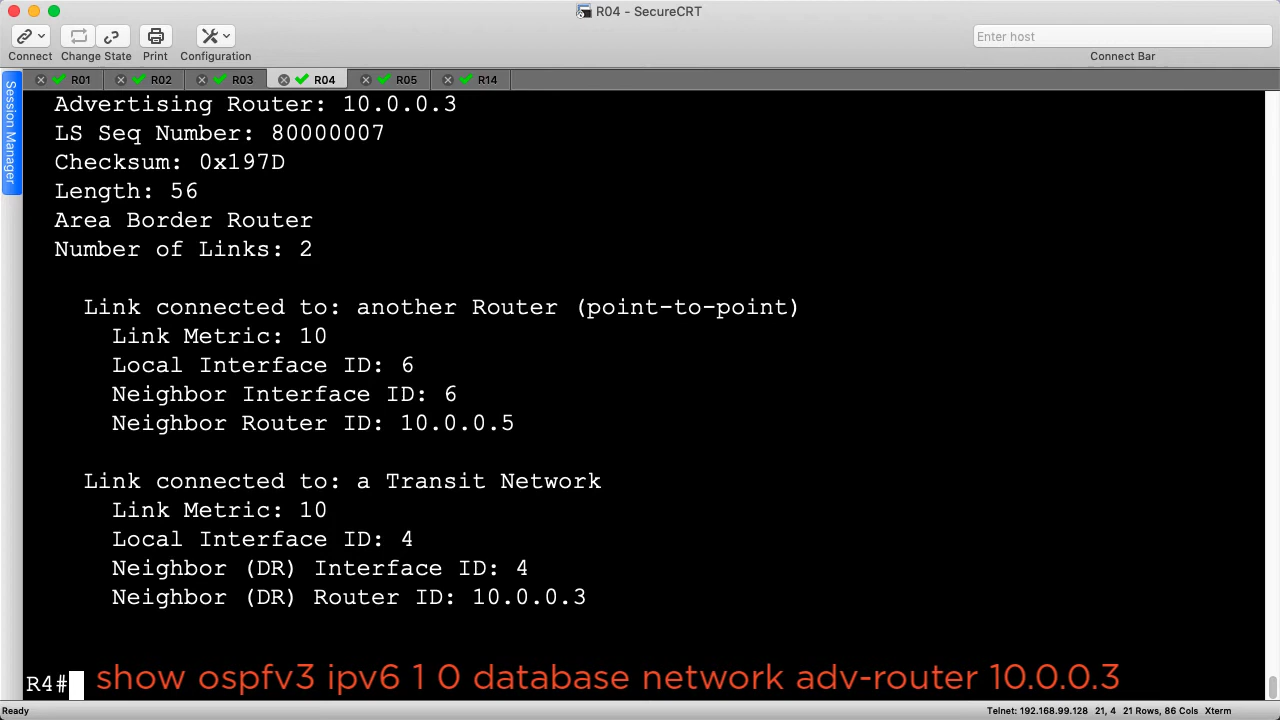 R04 - SecureCRT
Enter host
Connect Change State Print Configuration Connect Bar
R01 R02 R03 R04 R05 R14
Session Manager
Advertising Router: 10.0.0.3
LS Seq Number: 80000007
Checksum: 0x197D
Length: 56
Area Border Router
Number of Links: 2
Link connected to: another Router (point-to-point)
Link Metric: 10
Local Interface ID: 6
Neighbor Interface ID: 6
Neighbor Router ID: 10.0.0.5
Link connected to: a Transit Network
Link Metric: 10
Local Interface ID: 4
Neighbor (DR) Interface ID: 4
Neighbor (DR) Router ID: 10.0.0.3
R4# show ospfv3 ipv6 1 0 database network adv-router 10.0.0.3
Ready Telnet: 192.168.99.128 21, 4 21 Rows, 86 Cols Xterm